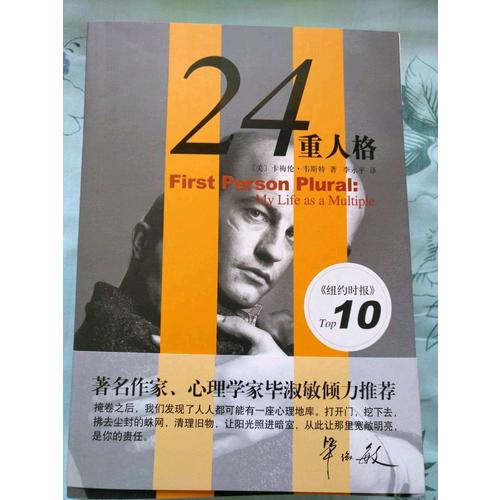 24重人格
[美] 卡梅伦·韦斯特 著 李永平 译
First Person Plural:
My Life as a Multiple
《纽约时报》
Top 10
著名作家、心理学家毕淑敏倾力推荐
掩卷之后，我们发现了人人都可能有一座心理地库。打开门，挖下去，
拂去尘封的蛛网，清理旧物，让阳光照进暗室，从此让那里宽敞明亮，
是你的责任。
毕淑敏